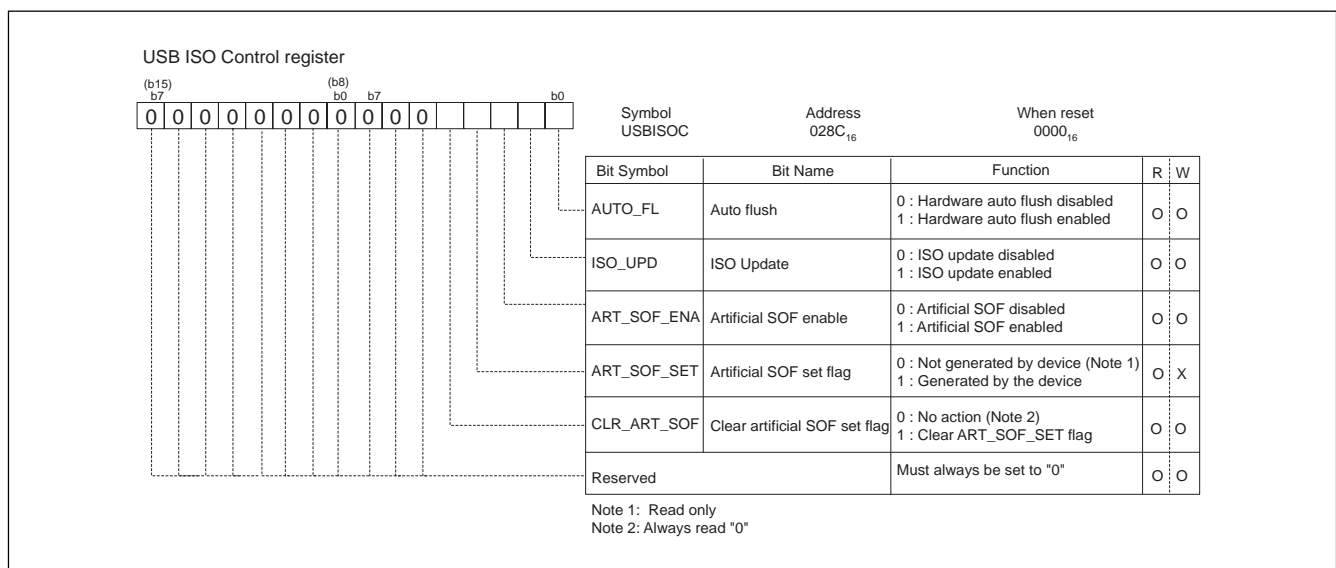 USB ISO Control register
(b15) (b8)
b7 b0 b7 b0
0 0 0 0 0 0 0 0 0 0 0
Symbol Address When reset
USBISOC 028C16 000016
Bit Symbol Bit Name Function R W
AUTO_FL Auto flush 0 : Hardware auto flush disabled O O
1 : Hardware auto flush enabled
ISO_UPD ISO Update 0 : ISO update disabled O O
1 : ISO update enabled
ART_SOF_ENA Artificial SOF enable 0 : Artificial SOF disabled O O
1 : Artificial SOF enabled
ART_SOF_SET Artificial SOF set flag 0 : Not generated by device (Note 1) O X
1 : Generated by the device
CLR_ART_SOF Clear artificial SOF set flag 0 : No action (Note 2) O O
1 : Clear ART_SOF_SET flag
Reserved Must always be set to "0" O O
Note 1: Read only
Note 2: Always read "0"